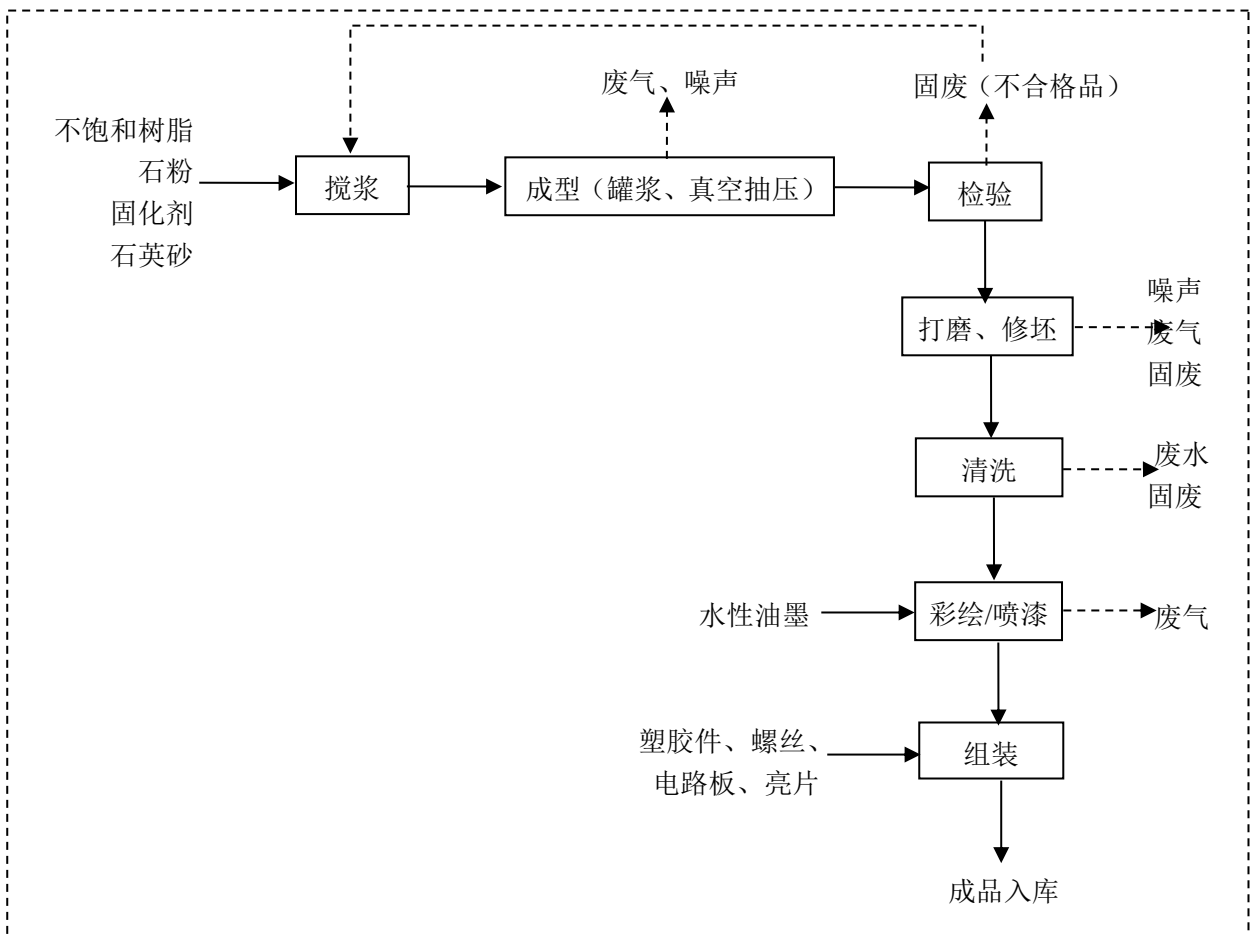 废气、噪声
固废（不合格品）
不饱和树脂
石粉
固化剂
石英砂
搅浆
成型（罐浆、真空抽压）
检验
打磨、修坯
噪声
废气
固废
清洗
废水
固废
水性油墨
彩绘/喷漆
废气
塑胶件、螺丝、
电路板、亮片
组装
成品入库